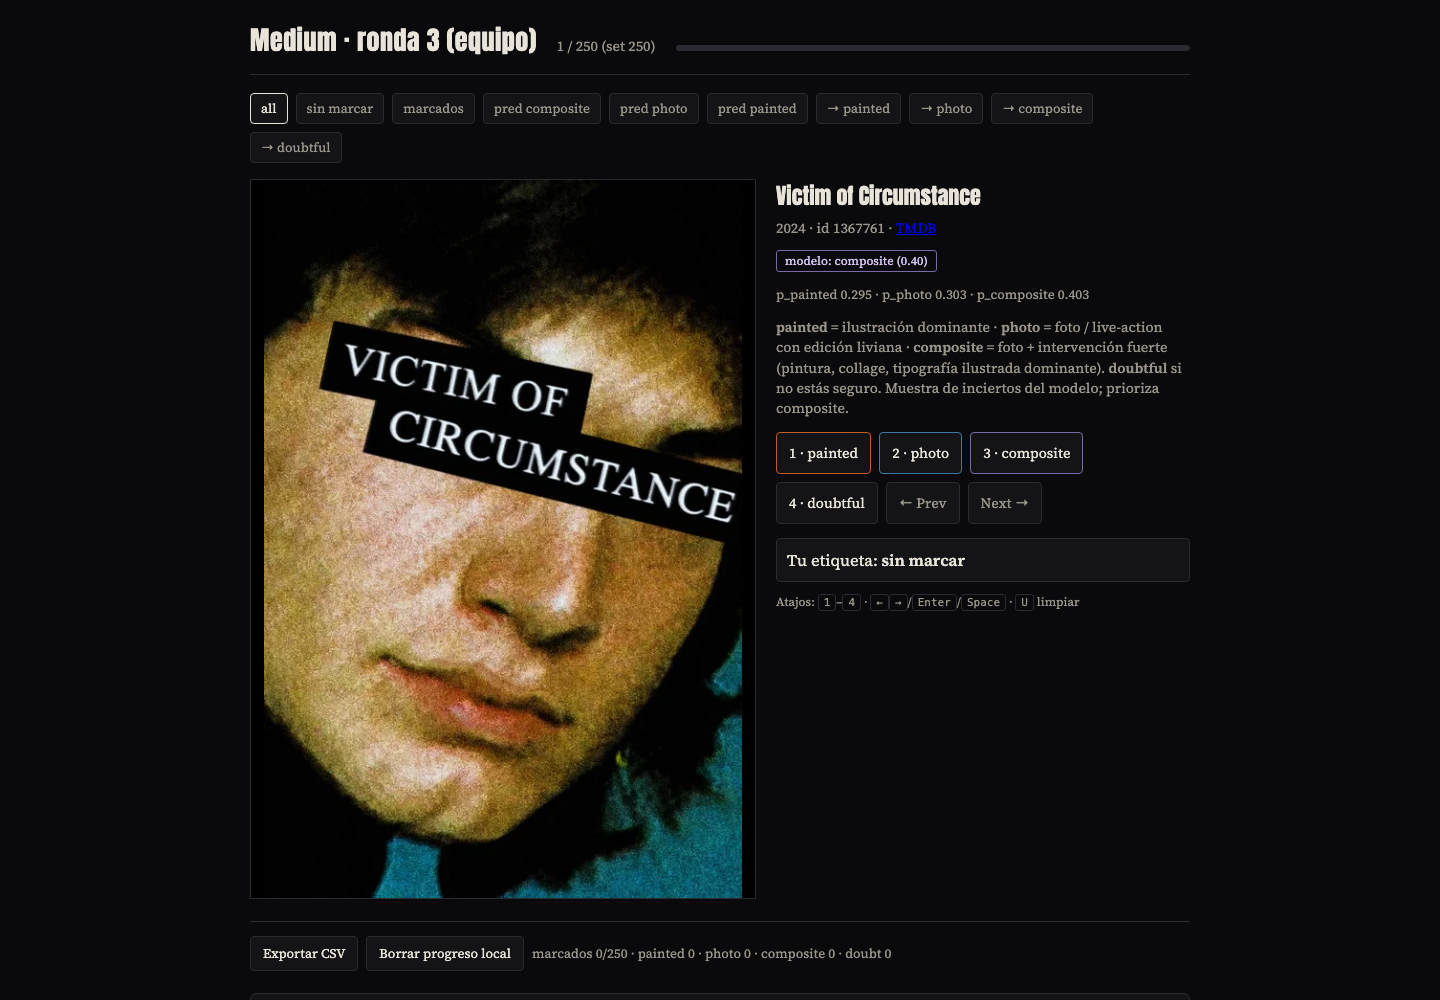 Medium · ronda 3 (equipo)
1 / 250 (set 250)
all
sin marcar
marcados
pred composite
pred photo
pred painted
→ painted
→ photo
→ composite
→ doubtful
VICTIM OF
CIRCUMSTANCE
Victim of Circumstance
2024 · id 1367761 · TMDB
modelo: composite (0.40)
p_painted 0.295 · p_photo 0.303 · p_composite 0.403
painted = ilustración dominante · photo = foto / live-action
con edición liviana · composite = foto + intervención fuerte
(pintura, collage, tipografía ilustrada dominante). doubtful si
no estás seguro. Muestra de inciertos del modelo; prioriza
composite.
1 · painted
2 · photo
3 · composite
4 · doubtful
← Prev
Next →
Tu etiqueta: sin marcar
Atajos: 1–4 · ← → / Enter / Space · U limpiar
Exportar CSV
Borrar progreso local
marcados 0/250 · painted 0 · photo 0 · composite 0 · doubt 0